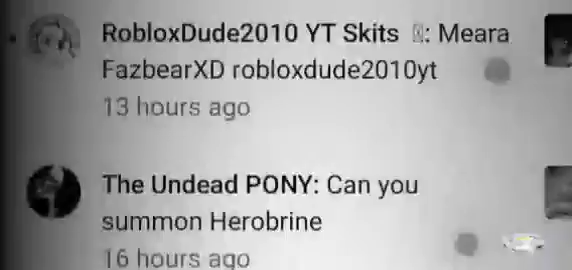 RobloxDude2010 YT Skits : Meara
FazbearXD robloxdude2010yt
13 hours ago
The Undead PONY: Can you
summon Herobrine
16 hours ago